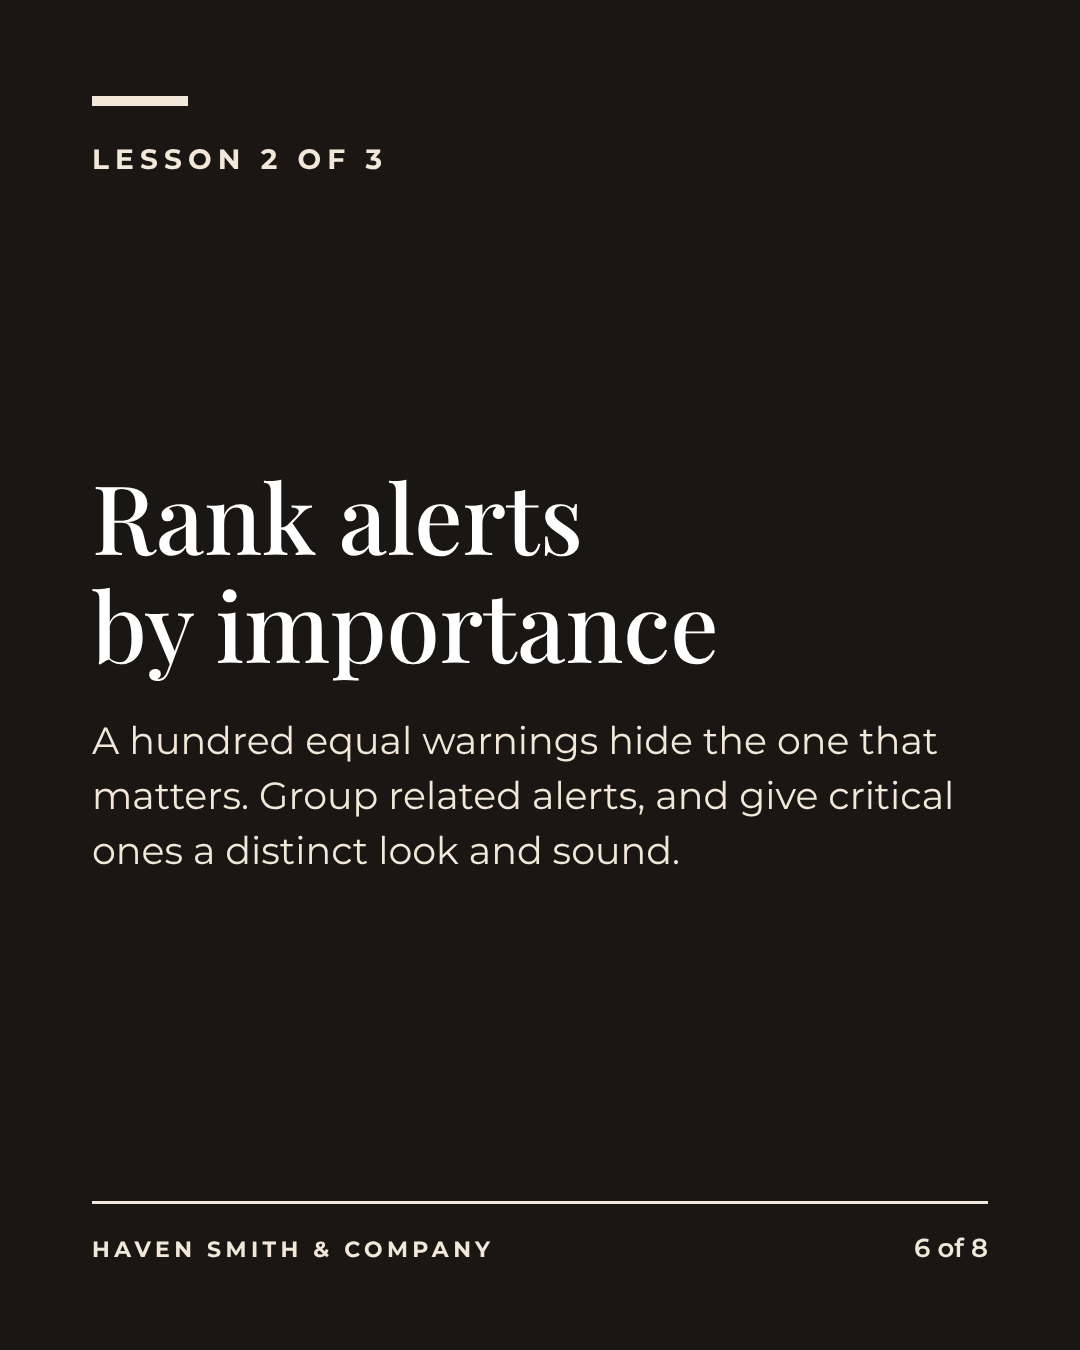 LESSON 2 OF 3
Rank alerts
by importance
A hundred equal warnings hide the one that
matters. Group related alerts, and give critical
ones a distinct look and sound.
HAVEN SMITH & COMPANY
6 of 8